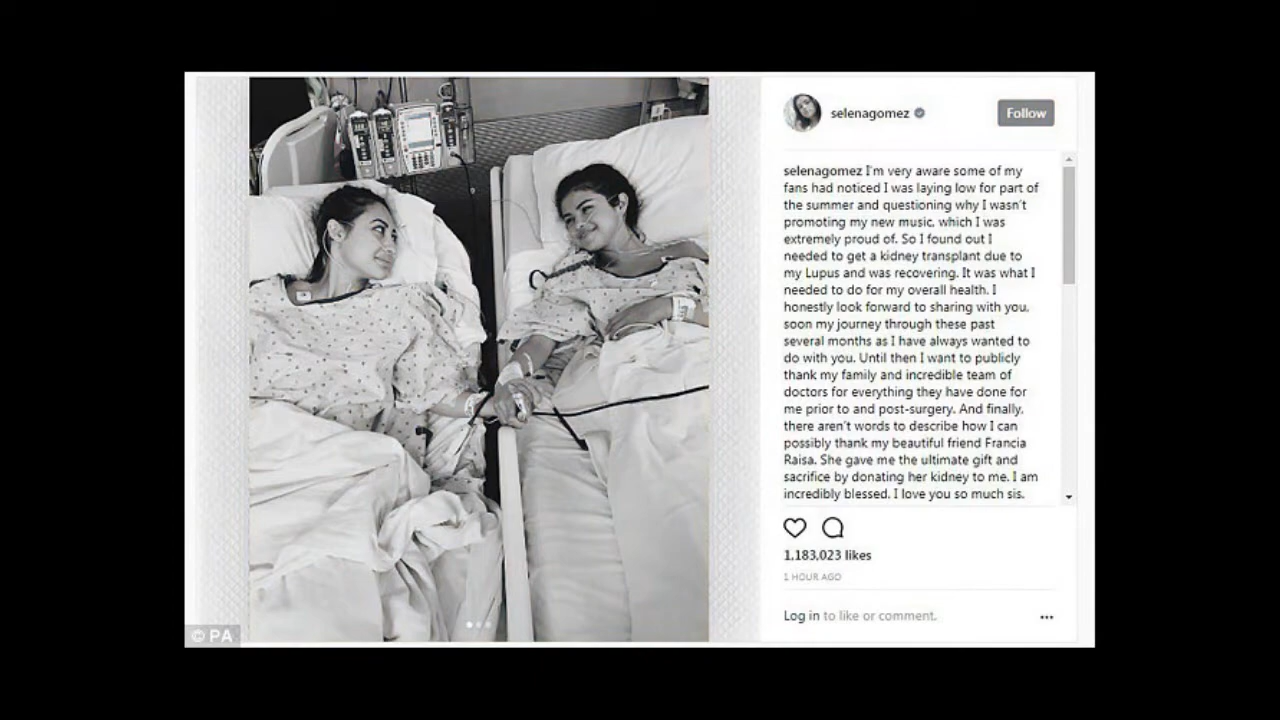 selenagomez
Follow
selenagomez I'm very aware some of my
fans had noticed I was laying low for part of
the summer and questioning why I wasn't
promoting my new music, which I was
extremely proud of. So I found out I
needed to get a kidney transplant due to
my Lupus and was recovering. It was what I
needed to do for my overall health. I
honestly look forward to sharing with you,
soon my journey through these past
several months as I have always wanted to
do with you. Until then I want to publicly
thank my family and incredible team of
doctors for everything they have done for
me prior to and post-surgery. And finally,
there aren't words to describe how I can
possibly thank my beautiful friend Francia
Raisa. She gave me the ultimate gift and
sacrifice by donating her kidney to me. I am
incredibly blessed. I love you so much sis.
1,183,023 likes
1 HOUR AGO
Log in to like or comment.
© PA